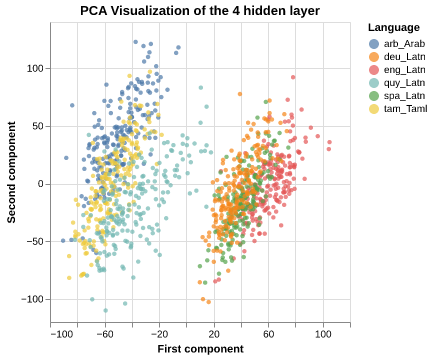 PCA Visualization of the 4 hidden layer
Language
arb_Arab
deu_Latn
eng_Latn
quy_Latn
spa_Latn
tam_Taml
Second component
100
50
0
−50
−100
−100 −60 −20 20 60 100
First component